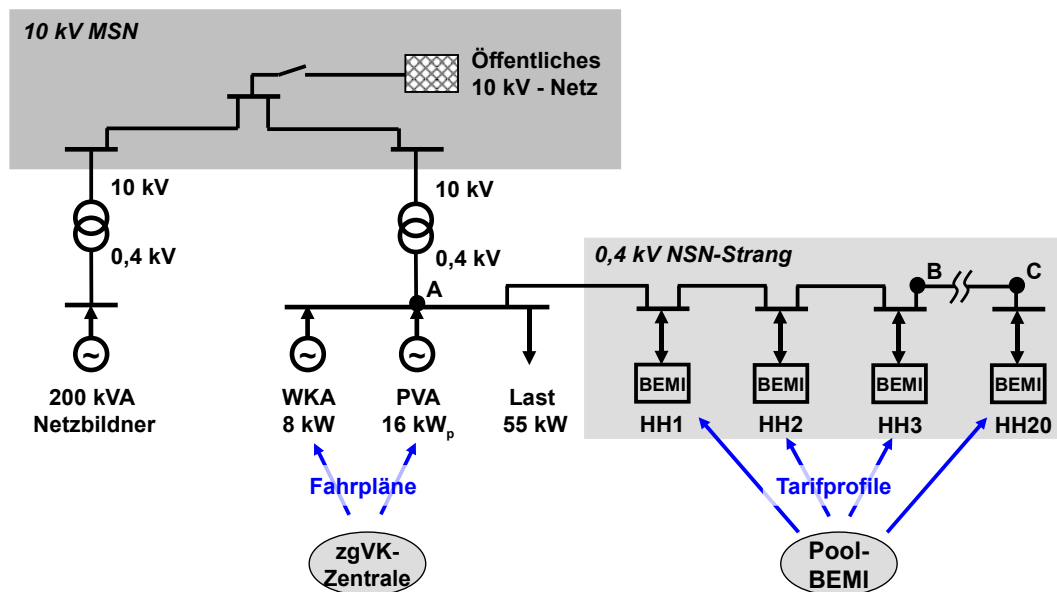 10 kV MSN
Öffentliches
10 kV - Netz
10 kV
0,4 kV
10 kV
0,4 kV
A
0,4 kV NSN-Strang
B
C
~
~
~
BEMI
BEMI
BEMI
BEMI
200 kVA
Netzbildner
WKA
8 kW
PVA
16 kWp
Last
55 kW
HH1
HH2
HH3
HH20
Fahrpläne
Tarifprofile
zgVK-
Zentrale
Pool-
BEMI